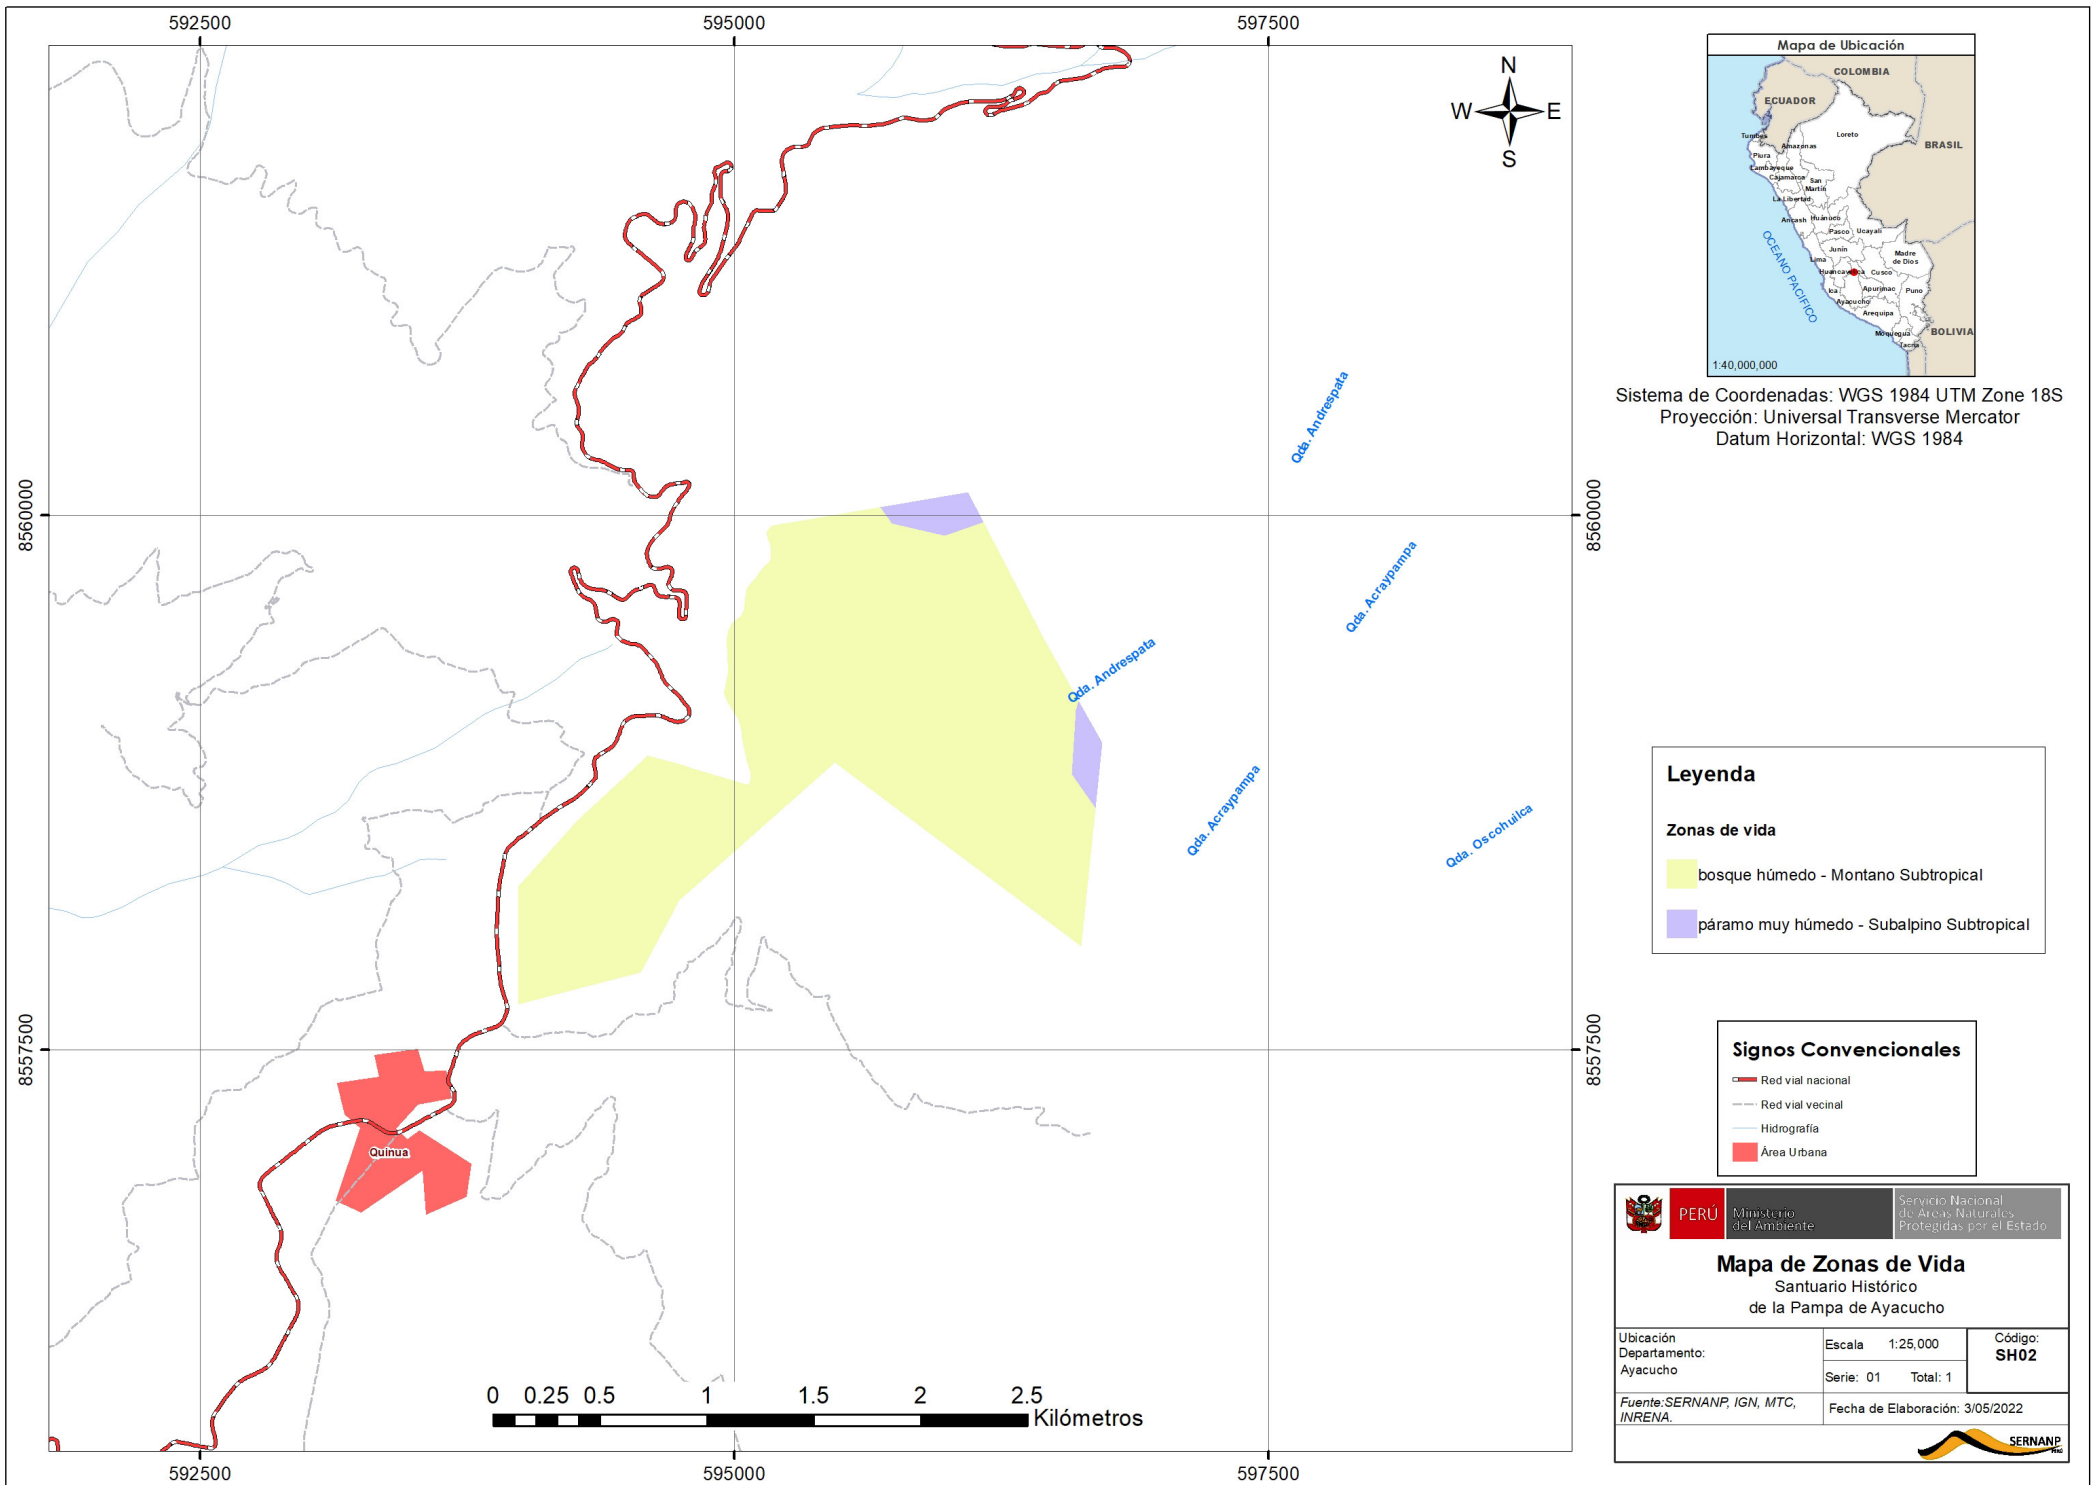 592500
595000
597500
8560000
8557500
8560000
8557500
592500
595000
597500
N
W
E
S
Qda. Andrespata
Qda. Acraypampa
Qda. Andrespata
Qda. Acraypampa
Qda. Oscohuilca
Quinua
0 0.25 0.5 1 1.5 2 2.5
Kilómetros
Mapa de Ubicación
COLOMBIA
ECUADOR
BRASIL
BOLIVIA
OCEANO PACIFICO
Tumbes
Loreto
Amazonas
Piura
Lambayeque
Cajamarca
San
Martin
La Libertad
Ancash
Huánuco
Pasco
Ucayali
Junín
Lima
Madre
de Dios
Huancavelica
Cusco
Ica
Apurimac
Puno
Ayacucho
Arequipa
Moquegua
Tacna
1:40,000,000
Sistema de Coordenadas: WGS 1984 UTM Zone 18S
Proyección: Universal Transverse Mercator
Datum Horizontal: WGS 1984
Leyenda
Zonas de vida
bosque húmedo - Montano Subtropical
páramo muy húmedo - Subalpino Subtropical
Signos Convencionales
Red vial nacional
Red vial vecinal
Hidrografía
Área Urbana
PERÚ
Ministerio
del Ambiente
Servicio Nacional
de Áreas Naturales
Protegidas por el Estado
Mapa de Zonas de Vida
Santuario Histórico
de la Pampa de Ayacucho
Ubicación
Departamento:
Ayacucho
Escala 1:25,000
Serie: 01 Total: 1
Código:
SH02
Fuente:SERNANP, IGN, MTC,
INRENA.
Fecha de Elaboración: 3/05/2022
SERNANP
PERÚ